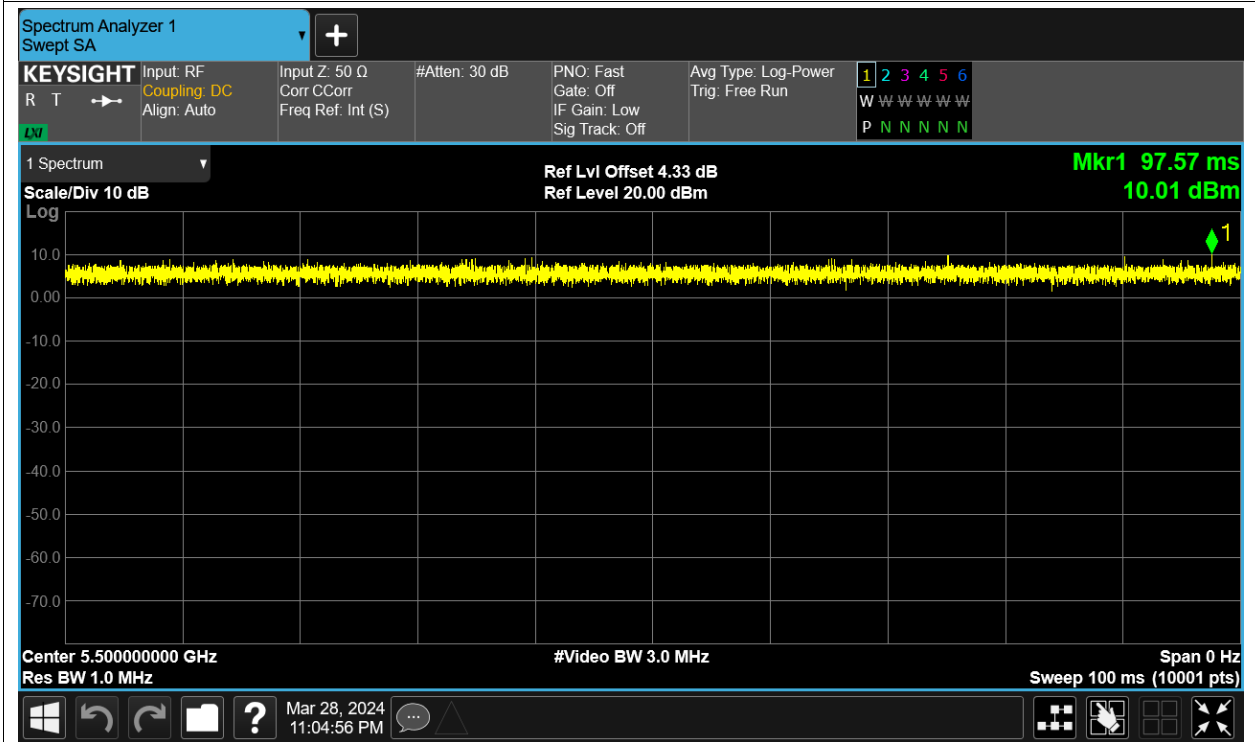 Spectrum Analyzer 1
Swept SA
KEYSIGHT
R T
LXI
Input: RF
Coupling: DC
Align: Auto
Input Z: 50 Ω
Corr CCorr
Freq Ref: Int (S)
#Atten: 30 dB
PNO: Fast
Gate: Off
IF Gain: Low
Sig Track: Off
Avg Type: Log-Power
Trig: Free Run
1 2 3 4 5 6
W W W W W W
P N N N N N
1 Spectrum
Scale/Div 10 dB
Ref Lvl Offset 4.33 dB
Ref Level 20.00 dBm
Mkr1 97.57 ms
10.01 dBm
Log
1
10.0
0.00
-10.0
-20.0
-30.0
-40.0
-50.0
-60.0
-70.0
Center 5.500000000 GHz
Res BW 1.0 MHz
#Video BW 3.0 MHz
Span 0 Hz
Sweep 100 ms (10001 pts)
Mar 28, 2024
11:04:56 PM